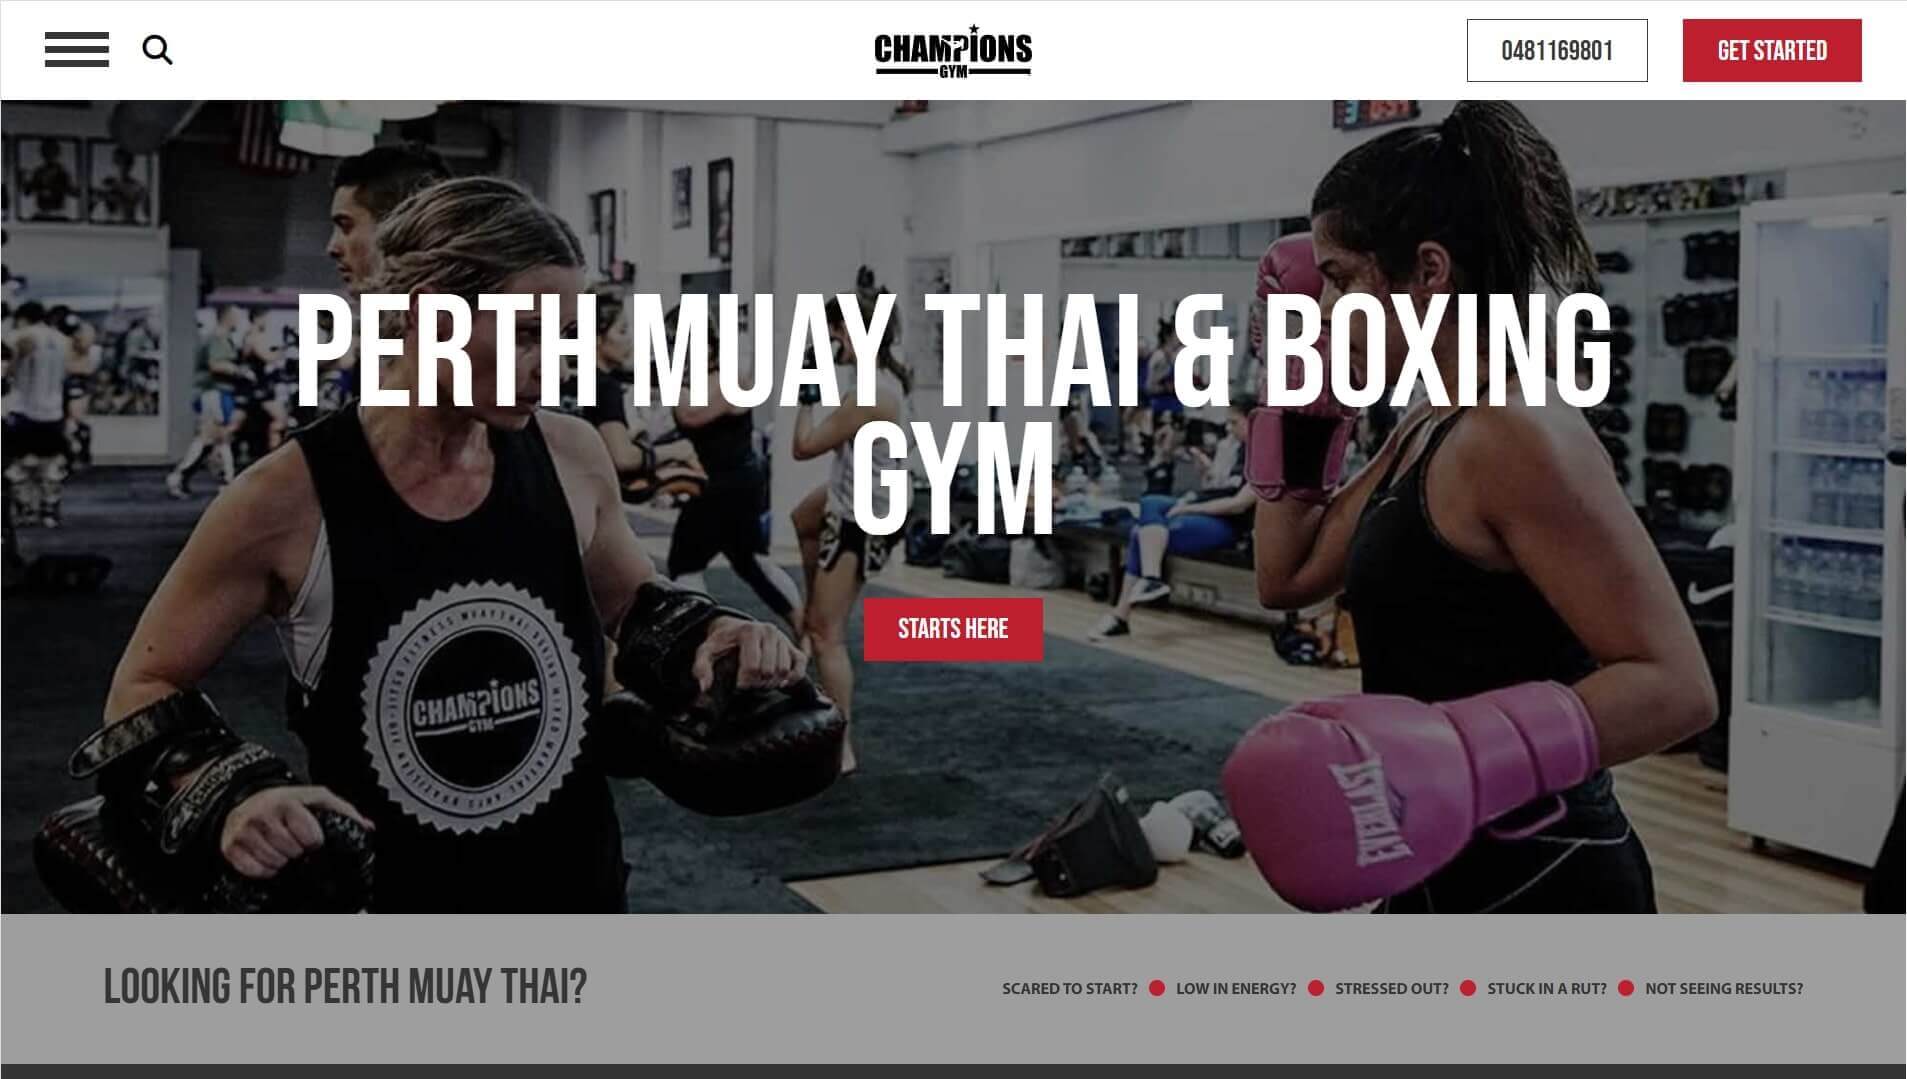 CHAMPIONS
GYM
0481169801
GET STARTED
PERTH MUAY THAI & BOXING
GYM
STARTS HERE
CHAMPIONS
GYM
EVERLAST
LOOKING FOR PERTH MUAY THAI?
SCARED TO START? LOW IN ENERGY? STRESSED OUT? STUCK IN A RUT? NOT SEEING RESULTS?